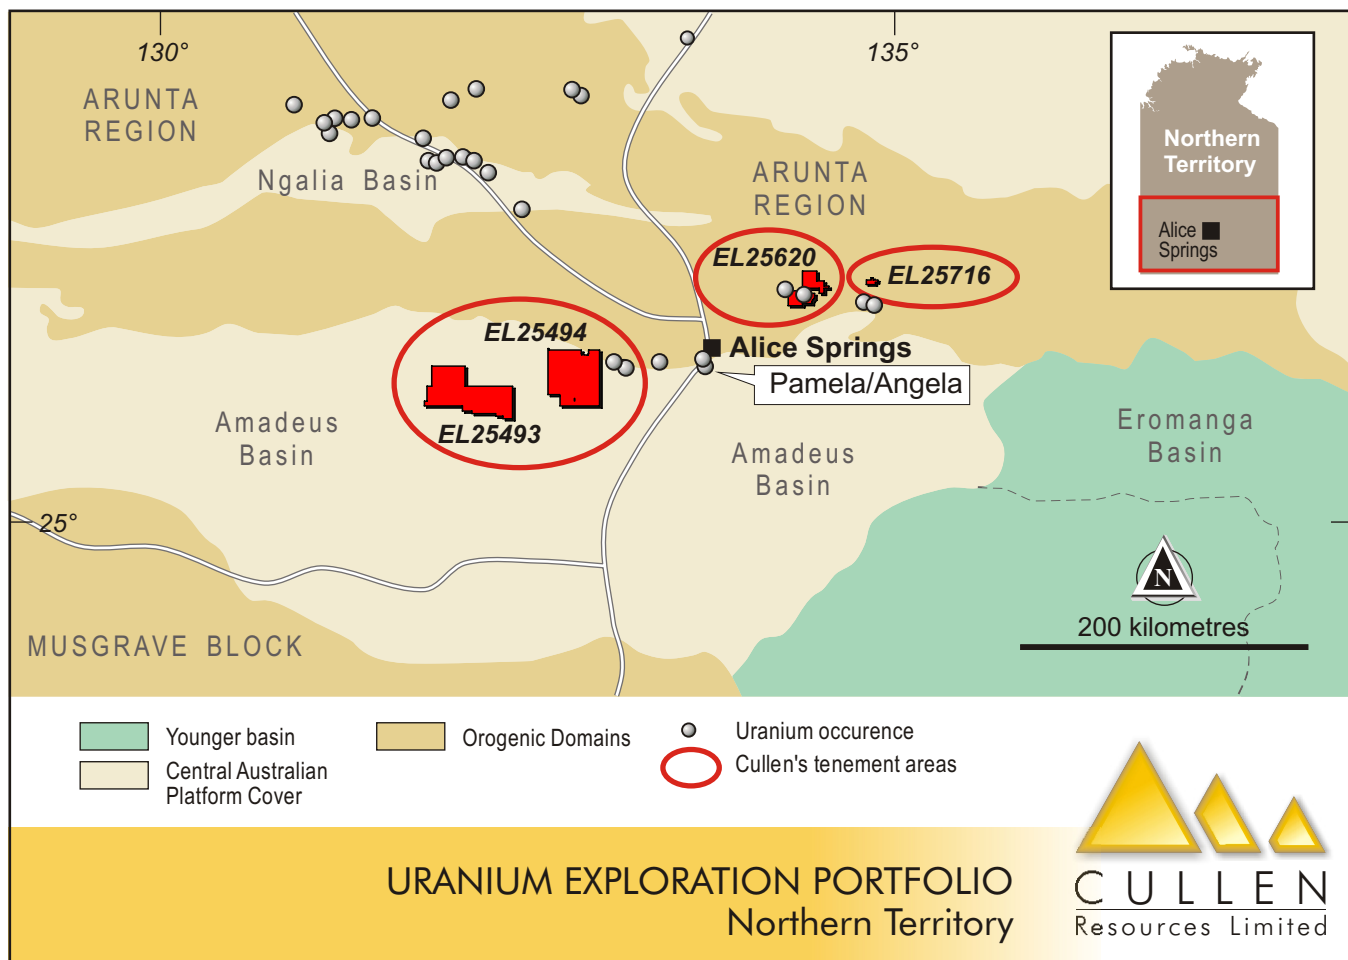 130°
135°
ARUNTA
REGION
Ngalia Basin
ARUNTA
REGION
Northern
Territory
Alice
Springs
EL25620
EL25716
EL25494
Alice Springs
Pamela/Angela
EL25493
Amadeus
Basin
Amadeus
Basin
Eromanga
Basin
25°
N
200 kilometres
MUSGRAVE BLOCK
Younger basin
Central Australian
Platform Cover
Orogenic Domains
Uranium occurence
Cullen's tenement areas
URANIUM EXPLORATION PORTFOLIO
Northern Territory
CULLEN
Resources Limited